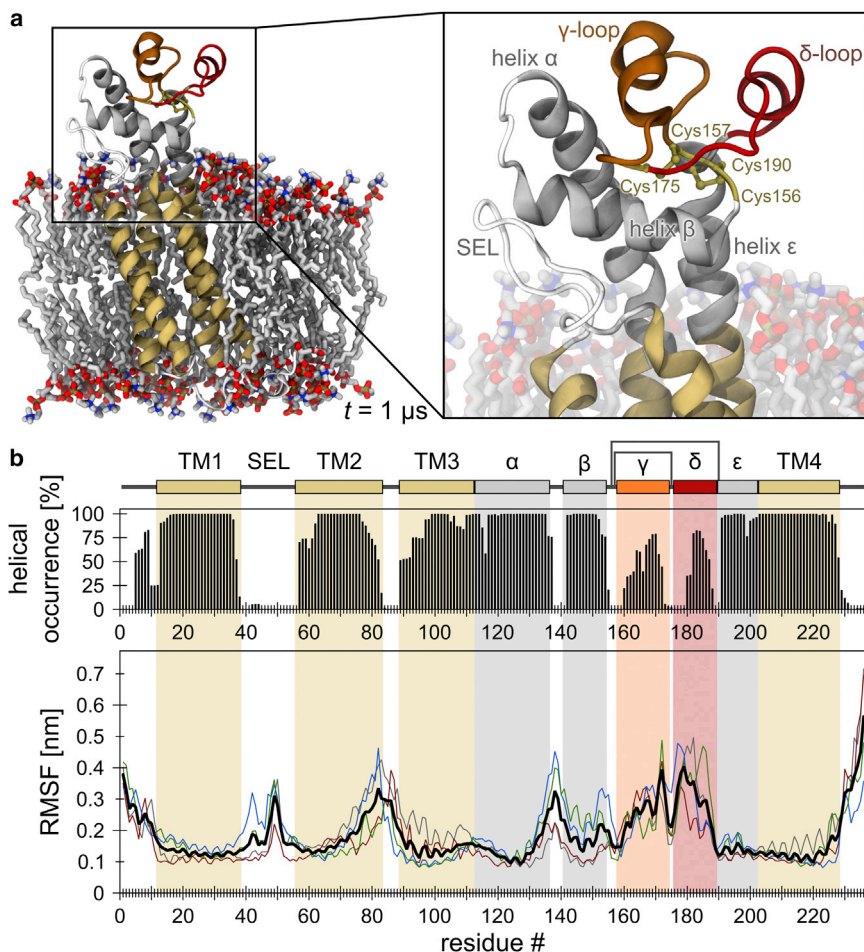 a
γ-loop
δ-loop
helix α
Cys157
Cys190
Cys175
Cys156
SEL
helix β
helix ε
t = 1 μs
b
TM1 SEL TM2 TM3 α β γ δ ε TM4
helical
occurrence [%]
100
75
50
25
0
0 20 40 60 80 100 120 140 160 180 200 220
RMSF [nm]
0.7
0.6
0.5
0.4
0.3
0.2
0.1
0
0 20 40 60 80 100 120 140 160 180 200 220
residue #